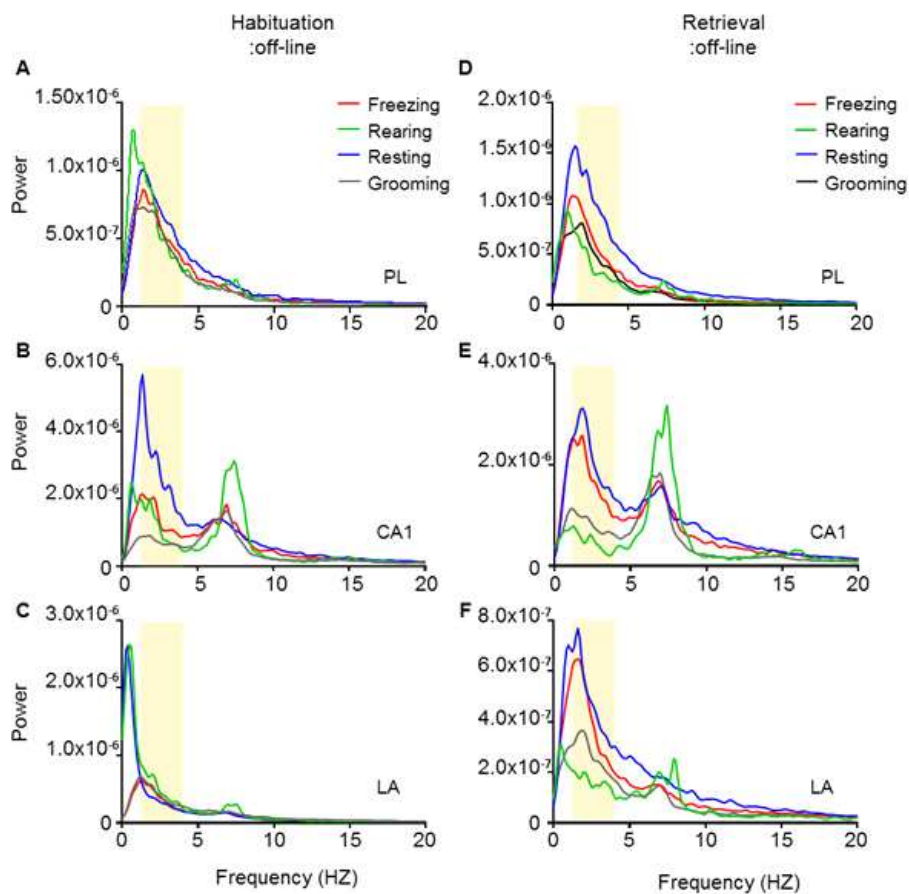 Habituation
:off-line
Retrieval
:off-line
A
1.50x10-6
1.0x10-6
5.0x10-7
0
Power
Freezing
Rearing
Resting
Grooming
PL
0 5 10 15 20
D
2.0x10-6
1.5x10-6
1.0x10-6
5.0x10-7
0
Freezing
Rearing
Resting
Grooming
PL
0 5 10 15 20
B
6.0x10-6
4.0x10-6
2.0x10-6
0
Power
CA1
0 5 10 15 20
E
4.0x10-6
2.0x10-6
0
CA1
0 5 10 15 20
C
3.0x10-6
2.0x10-6
1.0x10-6
0
Power
LA
0 5 10 15 20
Frequency (HZ)
F
8.0x10-7
6.0x10-7
4.0x10-7
2.0x10-7
0
LA
0 5 10 15 20
Frequency (HZ)